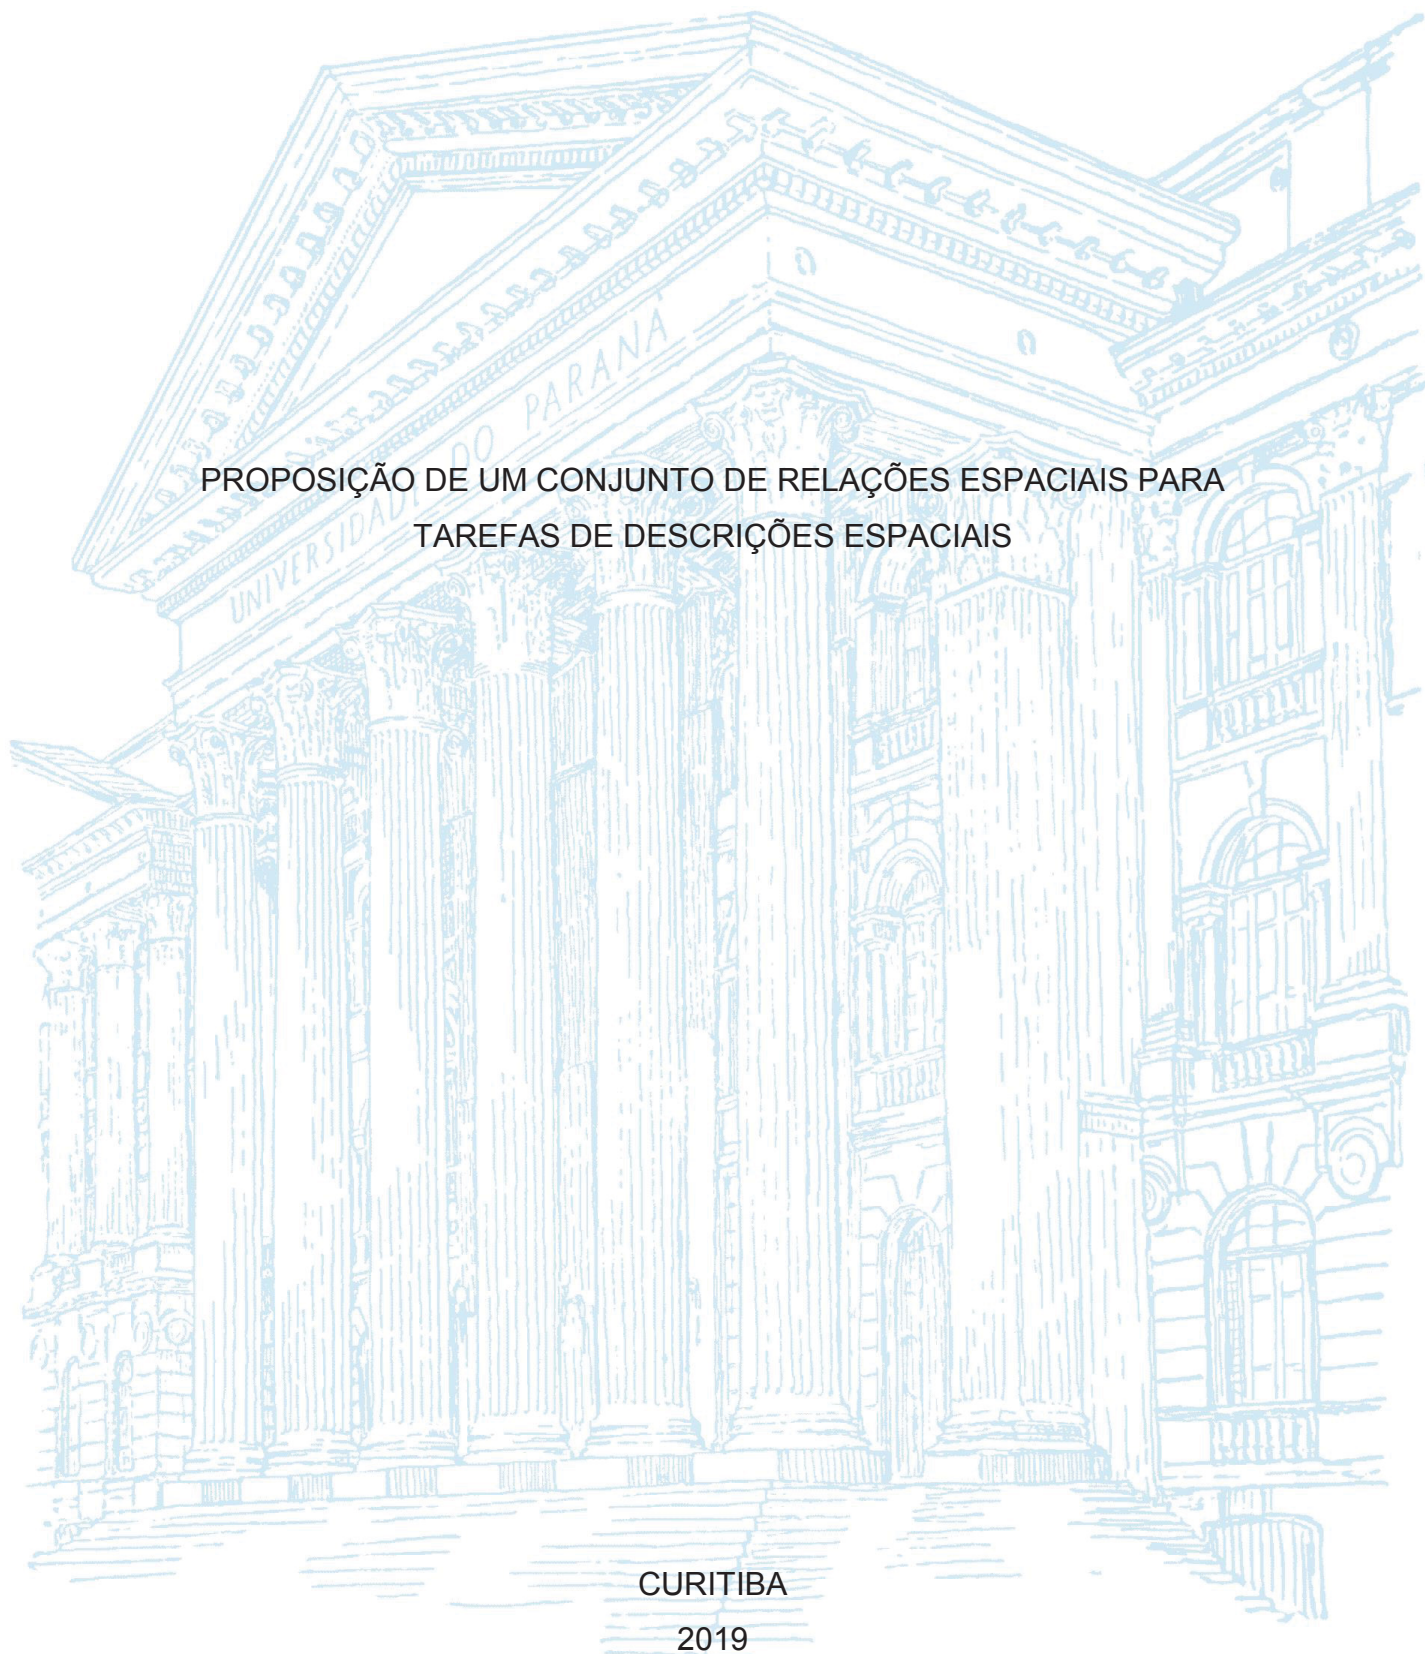 UNIVERSIDADE DO PARANÁ
PROPOSIÇÃO DE UM CONJUNTO DE RELAÇÕES ESPACIAIS PARA
TAREFAS DE DESCRIÇÕES ESPACIAIS
CURITIBA
2019